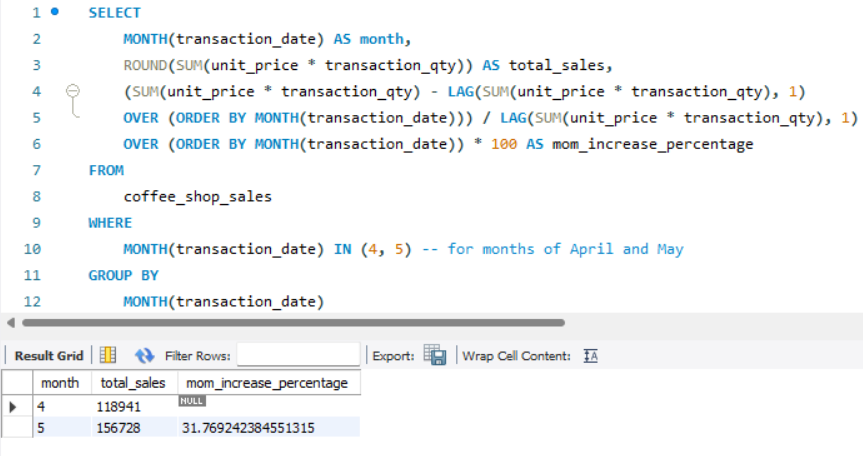 1 SELECT
2 MONTH(transaction_date) AS month,
3 ROUND(SUM(unit_price * transaction_qty)) AS total_sales,
4 (SUM(unit_price * transaction_qty) - LAG(SUM(unit_price * transaction_qty), 1)
5 OVER (ORDER BY MONTH(transaction_date))) / LAG(SUM(unit_price * transaction_qty), 1)
6 OVER (ORDER BY MONTH(transaction_date)) * 100 AS mom_increase_percentage
7 FROM
8 coffee_shop_sales
9 WHERE
10 MONTH(transaction_date) IN (4, 5) -- for months of April and May
11 GROUP BY
12 MONTH(transaction_date)
Result Grid Filter Rows: Export: Wrap Cell Content: IA
month total_sales mom_increase_percentage
4 118941 NULL
5 156728 31.769242384551315